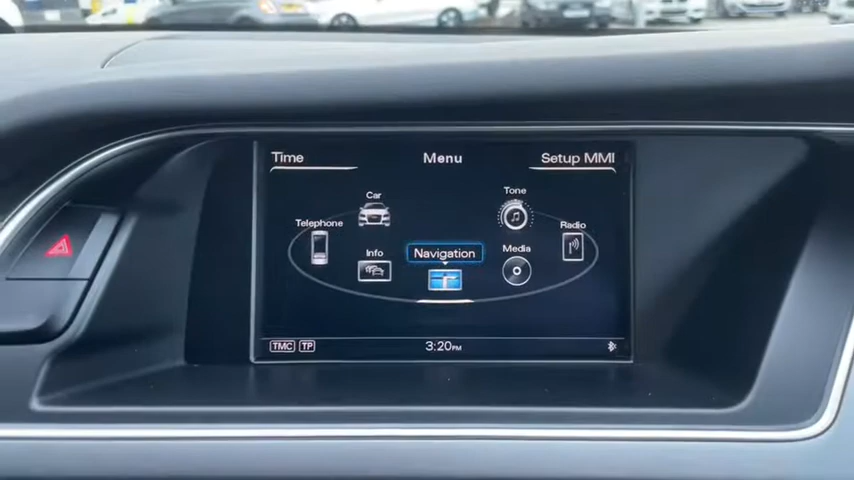 Time Menu Setup MMI
Car Tone
Telephone Radio
Info Navigation Media
TMC TP 3:20PM